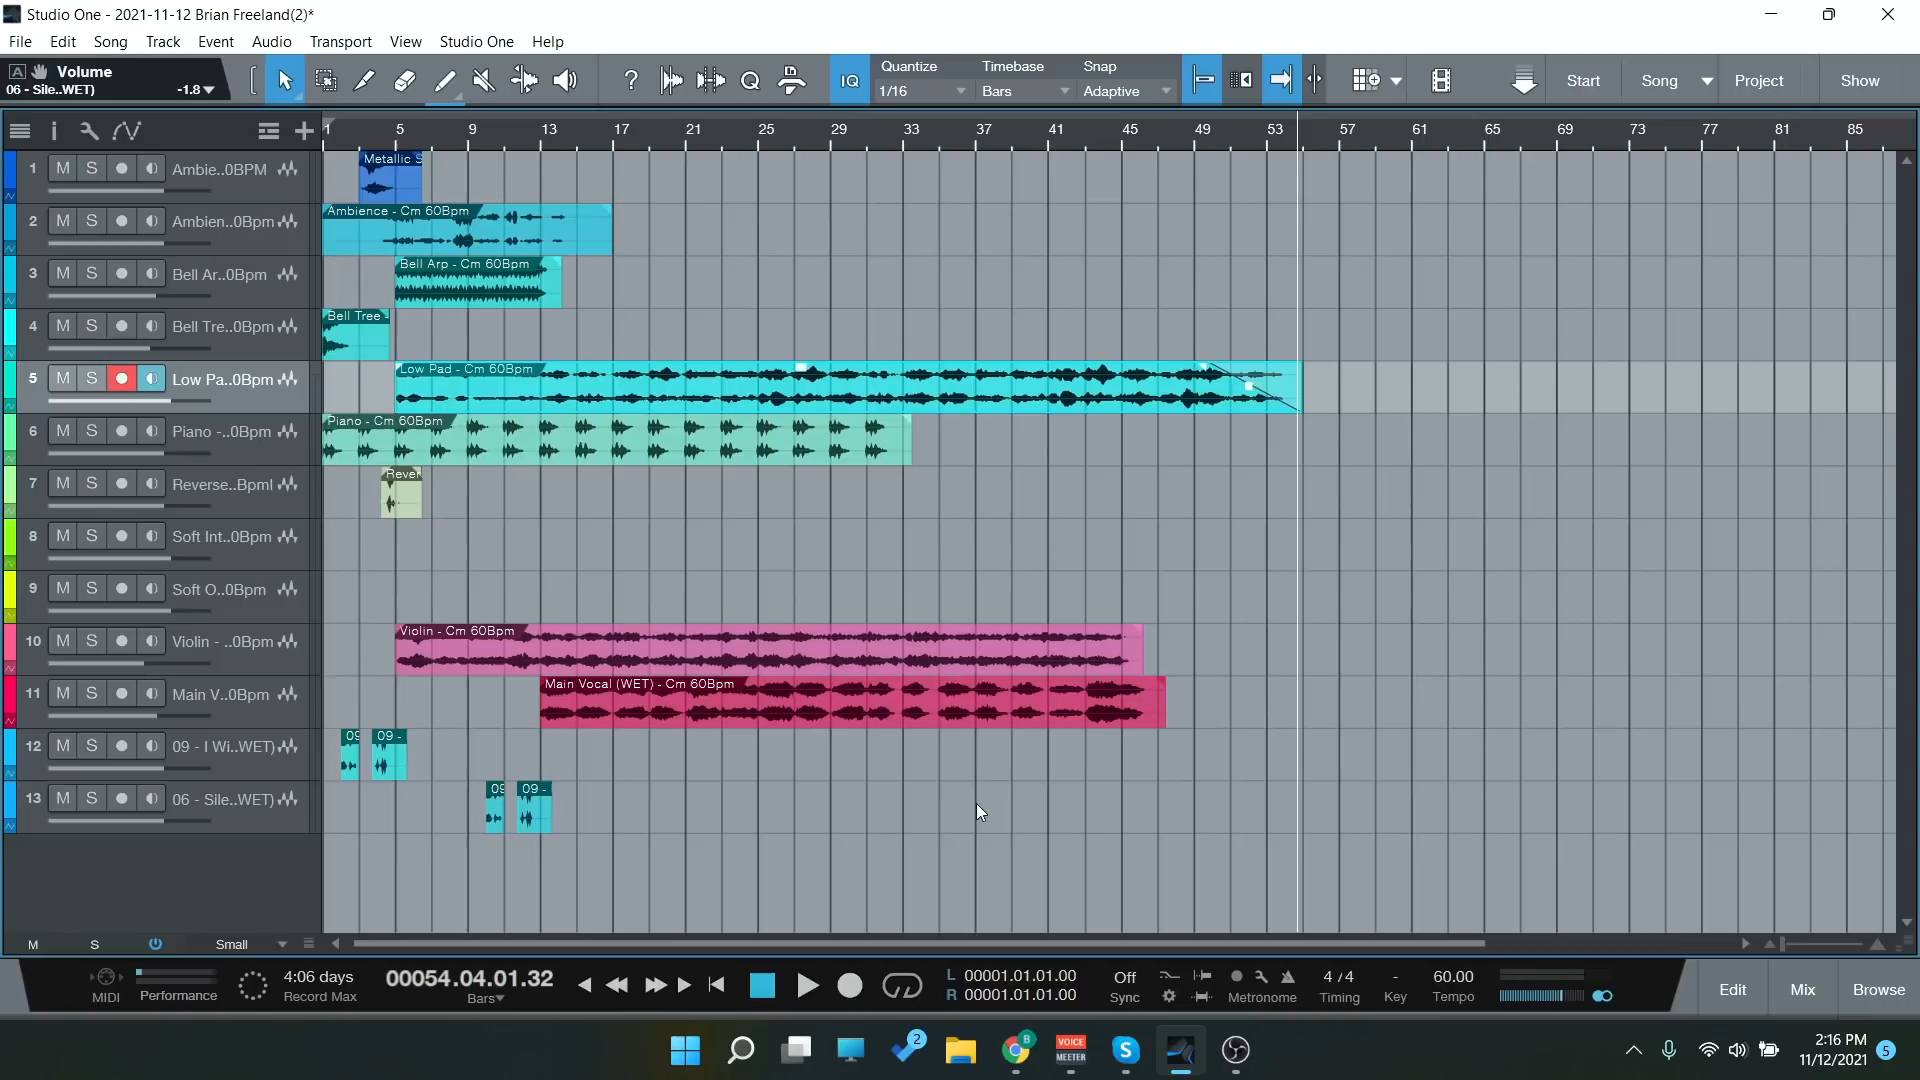 Studio One - 2021-11-12 Brian Freeland(2)*
File Edit Song Track Event Audio Transport View Studio One Help
A Volume
06 - Sile..WET) -1.8
? Q IQ
Quantize Timebase Snap
1/16 Bars Adaptive
Start Song Project Show
1 5 9 13 17 21 25 29 33 37 41 45 49 53 57 61 65 69 73 77 81 85
1 M S Ambie..0BPM
Metallic S
2 M S Ambien..0Bpm
Ambience - Cm 60Bpm
3 M S Bell Ar..0Bpm
Bell Arp - Cm 60Bpm
4 M S Bell Tre..0Bpm
Bell Tree -
5 M S Low Pa..0Bpm
Low Pad - Cm 60Bpm
6 M S Piano -..0Bpm
Piano - Cm 60Bpm
7 M S Reverse..Bpml
Rever
8 M S Soft Int..0Bpm
9 M S Soft O..0Bpm
10 M S Violin - ..0Bpm
Violin - Cm 60Bpm
11 M S Main V..0Bpm
Main Vocal (WET) - Cm 60Bpm
12 M S 09 - I Wi..WET)
09 09 -
13 M S 06 - Sile..WET)
09 09 -
M S Small
MIDI
Performance
4:06 days
Record Max
00054.04.01.32
Bars
L 00001.01.01.00
R 00001.01.01.00
Off
Sync
Metronome
4 / 4
Timing
-
Key
60.00
Tempo
Edit Mix Browse
2
B
VOICE
MEETER
S
2:16 PM
11/12/2021
5